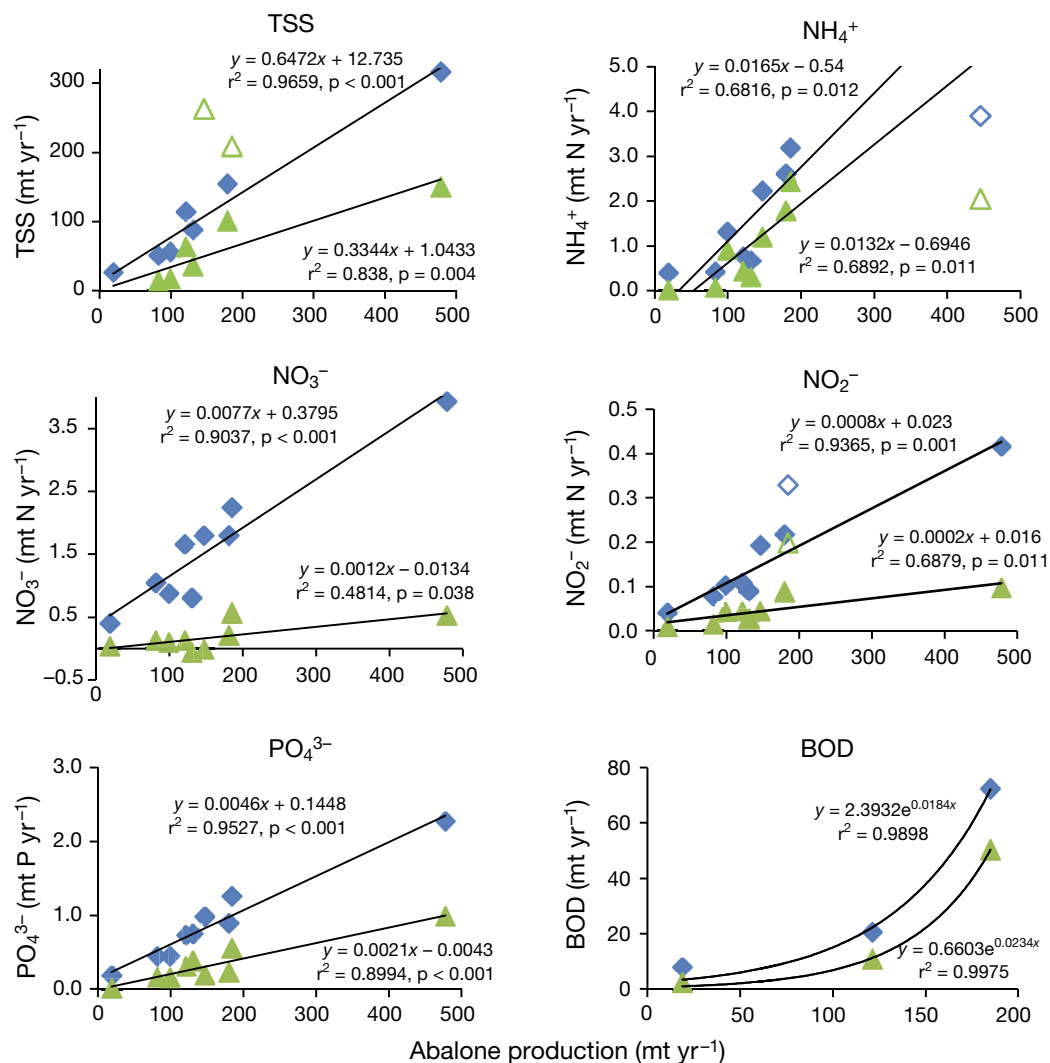 TSS
y = 0.6472x + 12.735
r² = 0.9659, p < 0.001
y = 0.3344x + 1.0433
r² = 0.838, p = 0.004
TSS (mt yr⁻¹)
300
200
100
0
0 100 200 300 400 500
NH₄⁺
y = 0.0165x – 0.54
r² = 0.6816, p = 0.012
y = 0.0132x – 0.6946
r² = 0.6892, p = 0.011
NH₄⁺ (mt N yr⁻¹)
5.0
4.0
3.0
2.0
1.0
0.0
0 100 200 300 400 500
NO₃⁻
y = 0.0077x + 0.3795
r² = 0.9037, p < 0.001
y = 0.0012x – 0.0134
r² = 0.4814, p = 0.038
NO₃⁻ (mt N yr⁻¹)
3.5
2.5
1.5
0.5
–0.5
0 100 200 300 400 500
NO₂⁻
y = 0.0008x + 0.023
r² = 0.9365, p = 0.001
y = 0.0002x + 0.016
r² = 0.6879, p = 0.011
NO₂⁻ (mt N yr⁻¹)
0.5
0.4
0.3
0.2
0.1
0.0
0 100 200 300 400 500
PO₄³⁻
y = 0.0046x + 0.1448
r² = 0.9527, p < 0.001
y = 0.0021x – 0.0043
r² = 0.8994, p < 0.001
PO₄³⁻ (mt P yr⁻¹)
3.0
2.0
1.0
0.0
0 100 200 300 400 500
BOD
y = 2.3932e⁰·⁰¹⁸⁴ˣ
r² = 0.9898
y = 0.6603e⁰·⁰²³⁴ˣ
r² = 0.9975
BOD (mt yr⁻¹)
80
60
40
20
0
0 50 100 150 200
Abalone production (mt yr⁻¹)